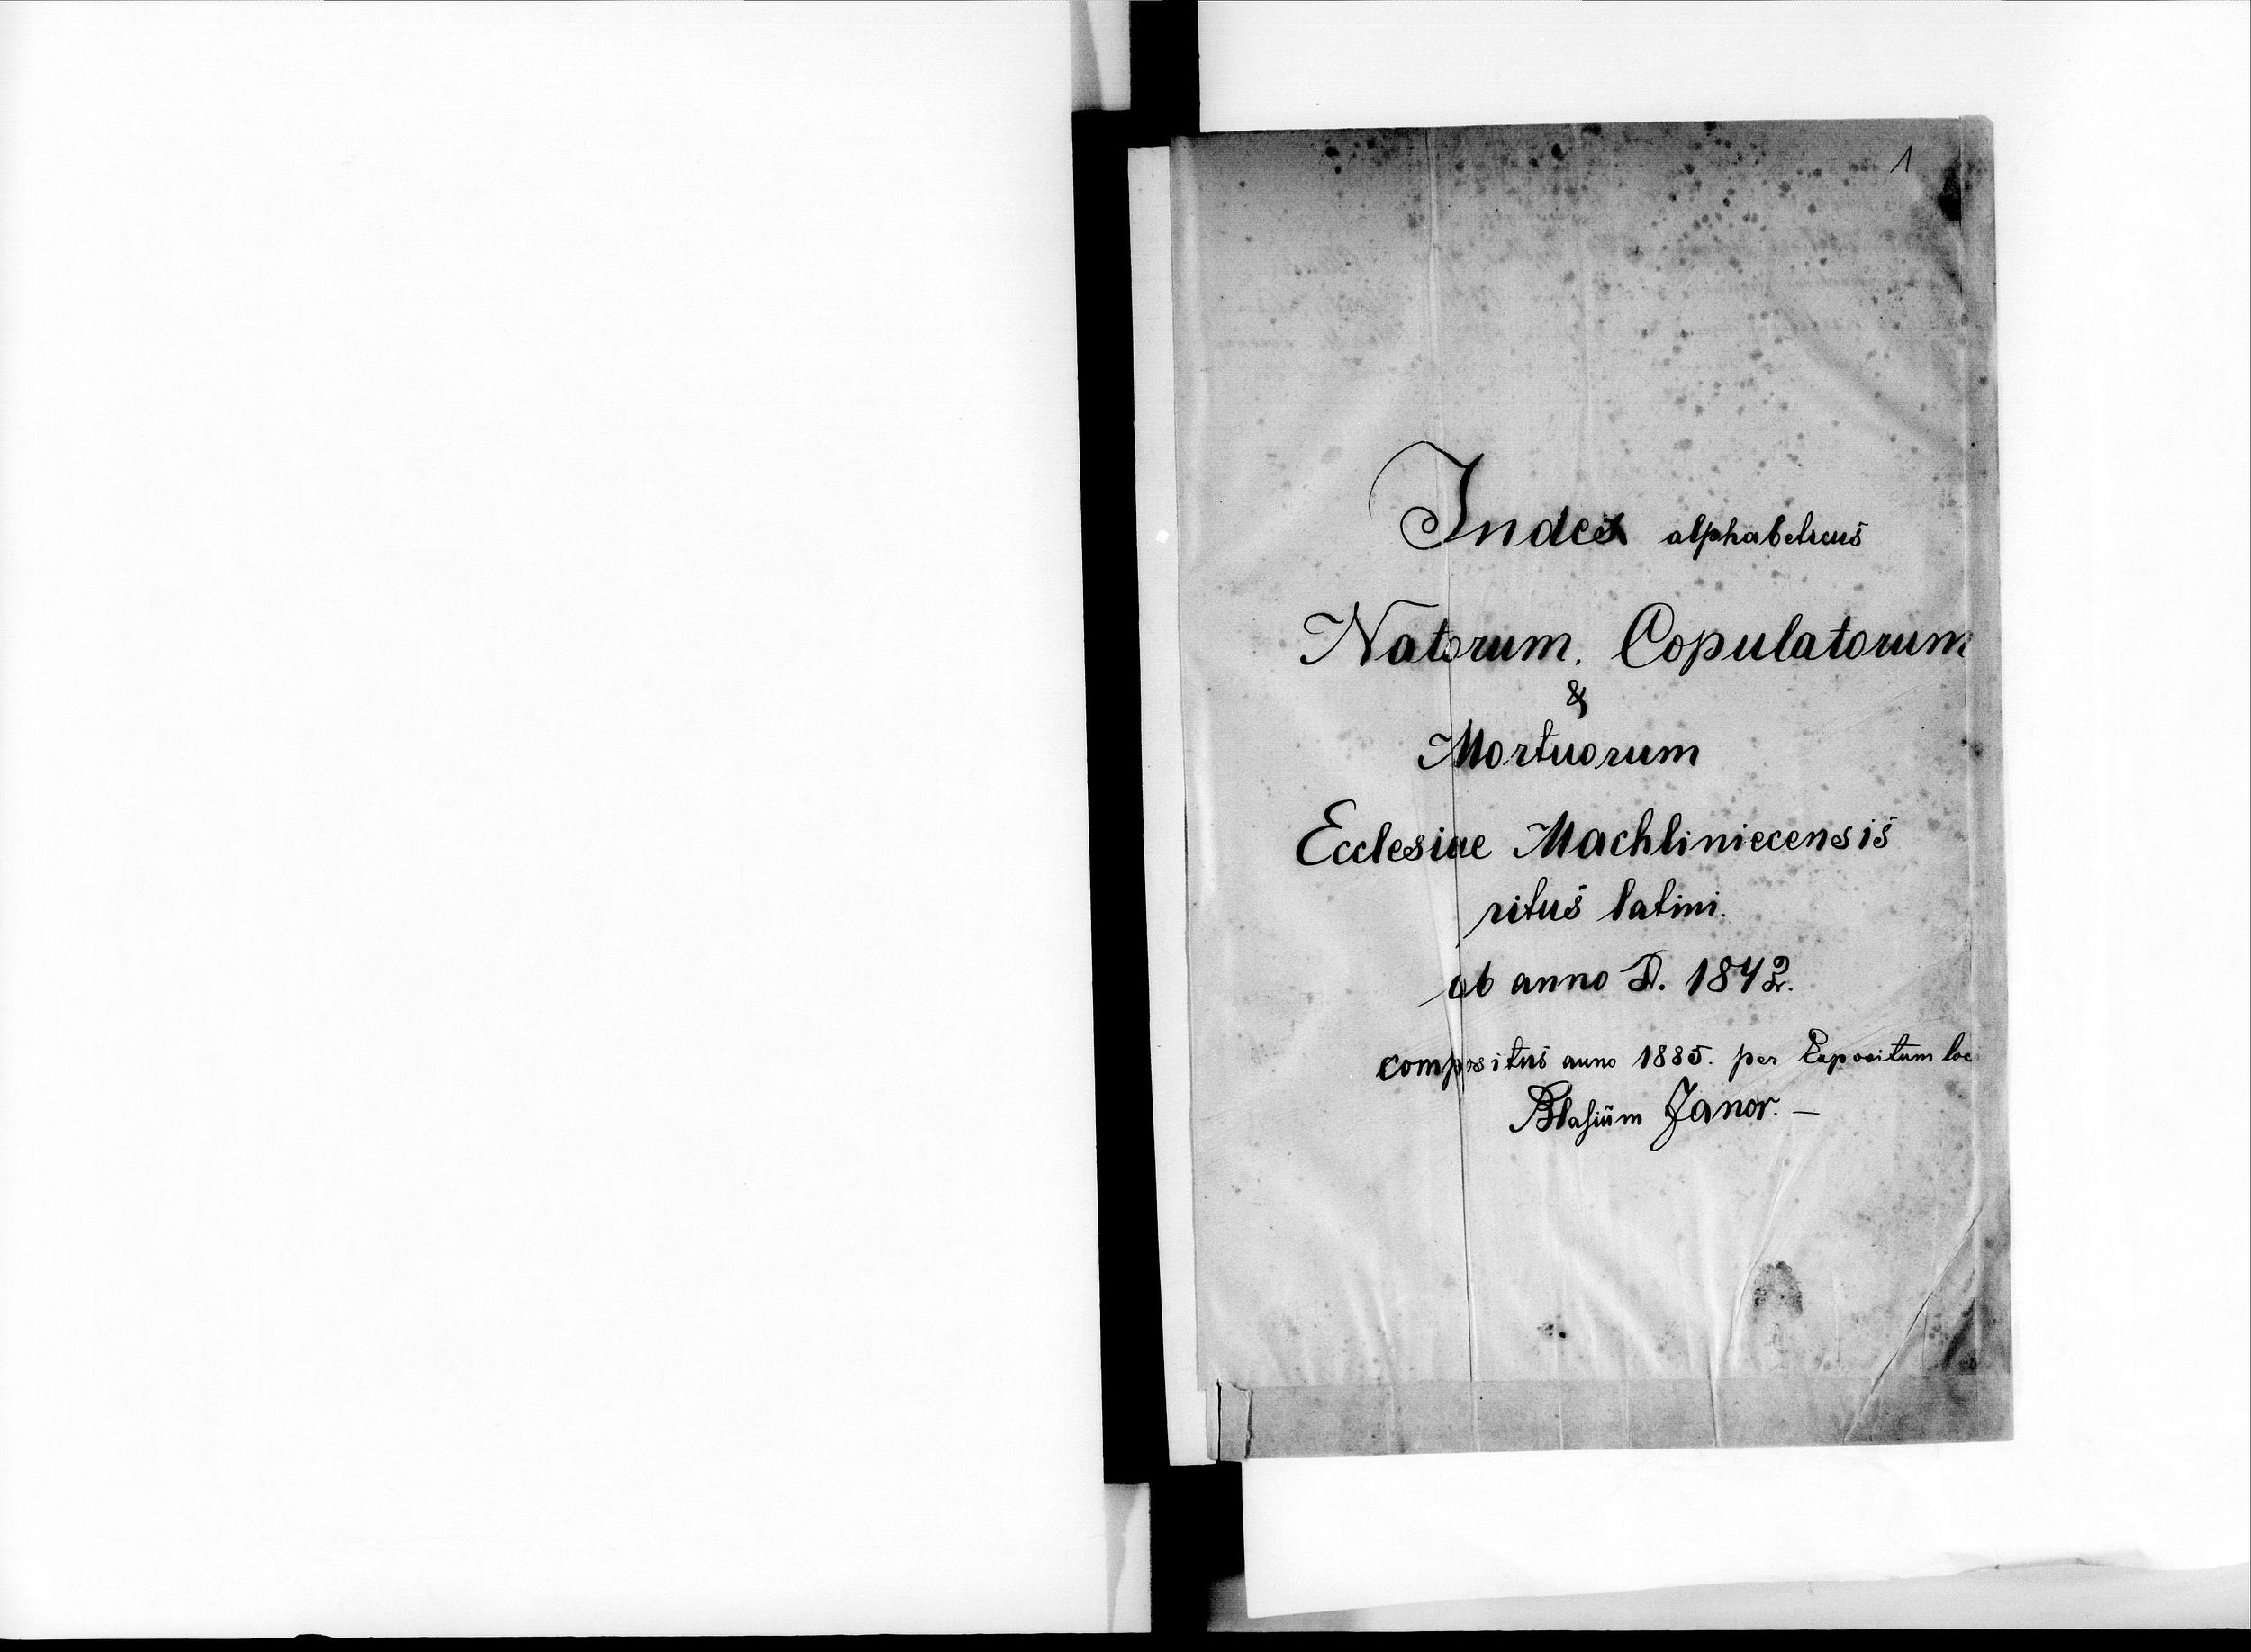 1
Index alphabeticus
Natorum, Copulatorum
&
Mortuorum
Ecclesiae Machliniecensis
ritus latini.
ab anno D. 1842.
compositus anno 1885. per Expositum loc
Blasium Janor. –